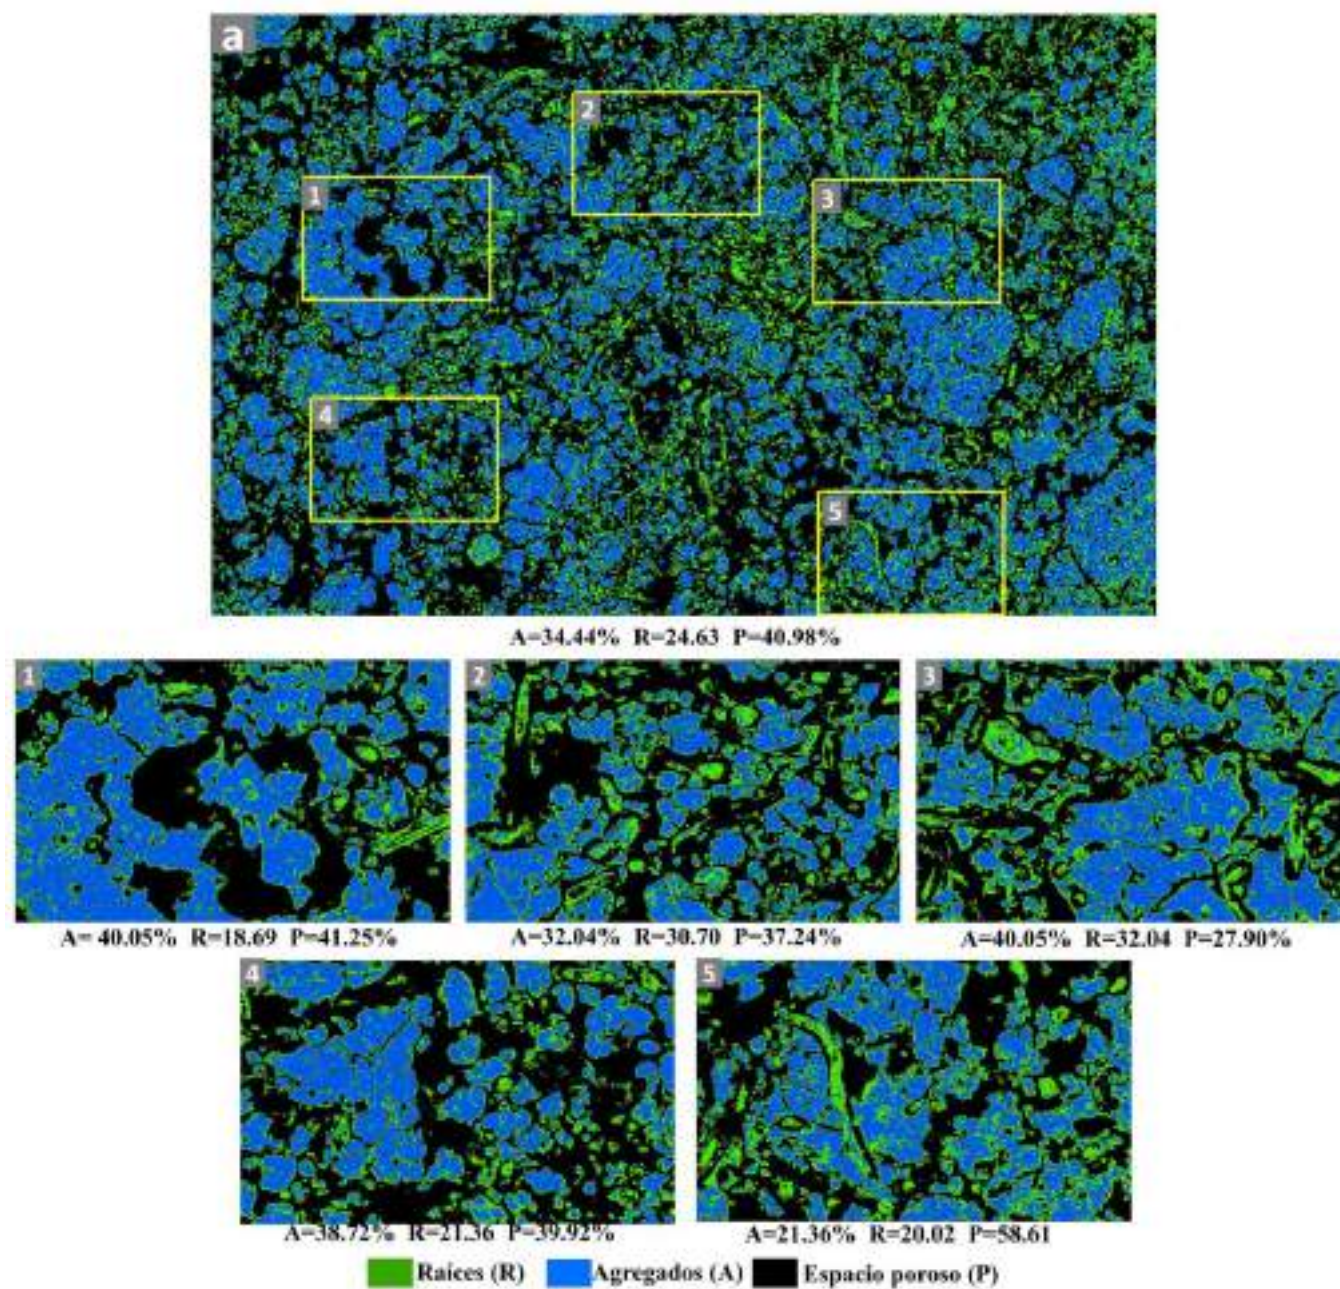 a
2
1
3
4
5
A=34.44% R=24.63 P=40.98%
1
2
3
A= 40.05% R=18.69 P=41.25%
A=32.04% R=30.70 P=37.24%
A=40.05% R=32.04 P=27.90%
4
5
A=38.72% R=21.36 P=39.92%
A=21.36% R=20.02 P=58.61
Raíces (R) Agregados (A) Espacio poroso (P)